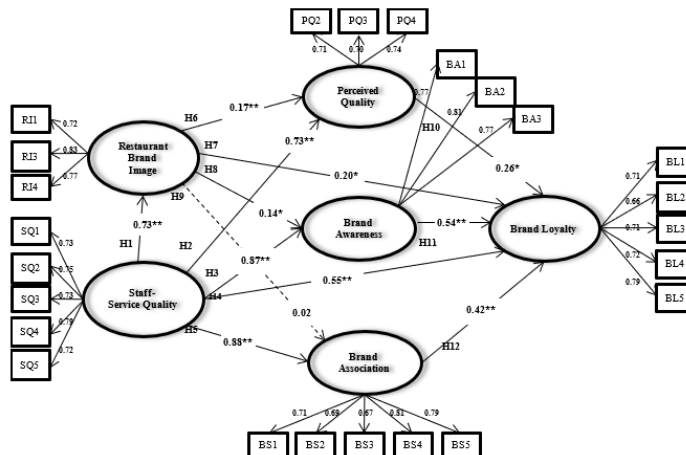 PQ2 PQ3 PQ4
0.71 0.70 0.74
BA1
BA2
BA3
0.77
0.81
0.77
Perceived
Quality
RI1
RI3
RI4
0.72
0.83
0.77
Restaurant
Brand
Image
H6 0.17**
H7
H8
H9
0.73**
H10
0.20*
0.26*
0.14*
0.73**
H1
H2
H3
H4
H5
Brand
Awareness
0.54**
H11
Brand Loyalty
BL1
BL2
BL3
BL4
BL5
0.71
0.66
0.71
0.72
0.79
SQ1
SQ2
SQ3
SQ4
SQ5
0.73
0.75
0.73
0.72
Staff-
Service Quality
0.87**
0.55**
0.02
0.88**
0.42**
H12
Brand
Association
0.71 0.67 0.81 0.79
BS1 BS2 BS3 BS4 BS5